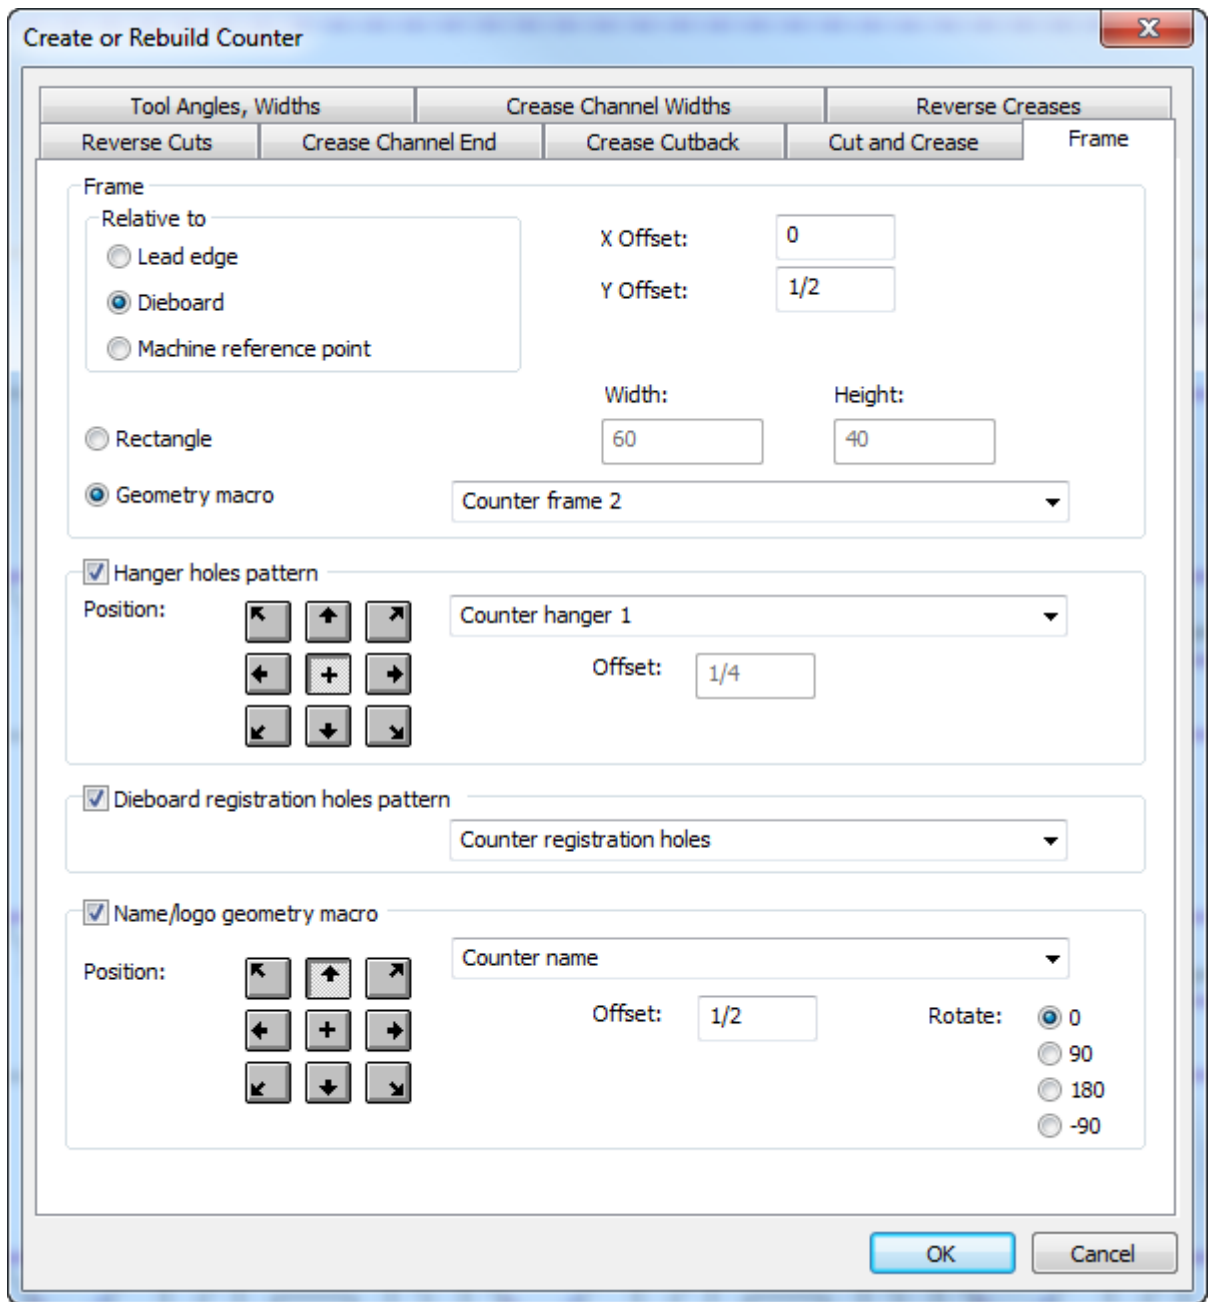 Create or Rebuild Counter
Tool Angles, Widths
Crease Channel Widths
Reverse Creases
Reverse Cuts
Crease Channel End
Crease Cutback
Cut and Crease
Frame
Frame
Relative to
Lead edge
Dieboard
Machine reference point
X Offset: 0
Y Offset: 1/2
Width:
Height:
Rectangle
60
40
Geometry macro
Counter frame 2
Hanger holes pattern
Position:
Counter hanger 1
Offset: 1/4
Dieboard registration holes pattern
Counter registration holes
Name/logo geometry macro
Position:
Counter name
Offset: 1/2
Rotate:
0
90
180
-90
OK
Cancel